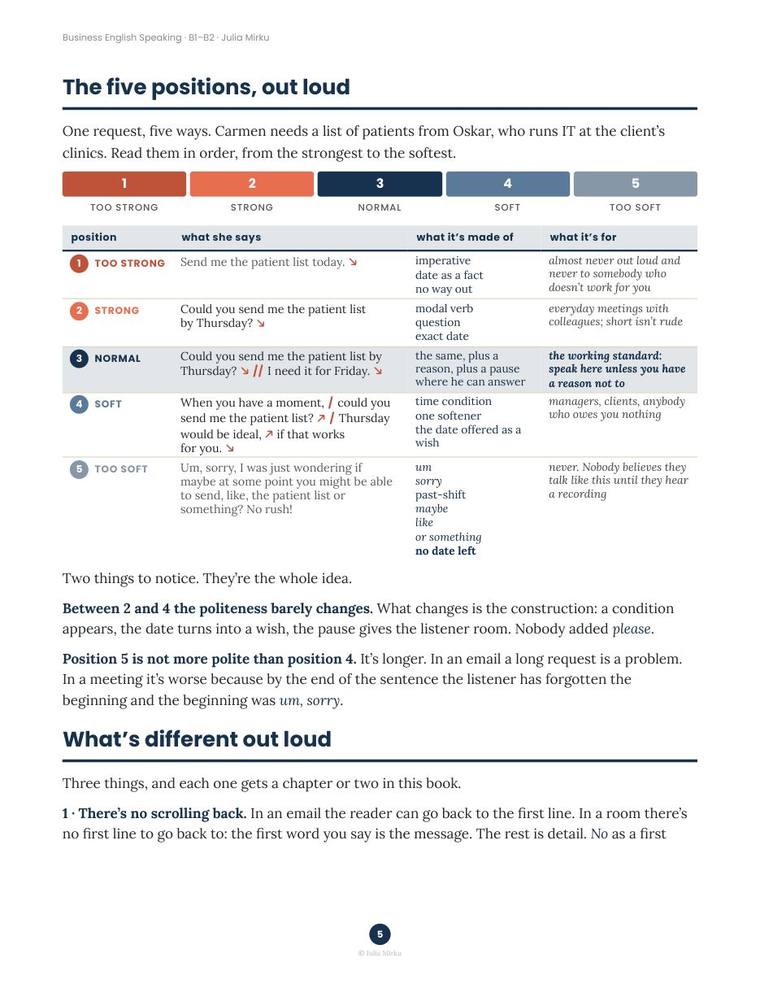 Business English Speaking · B1–B2 · Julia Mirku
The five positions, out loud
One request, five ways. Carmen needs a list of patients from Oskar, who runs IT at the client’s
clinics. Read them in order, from the strongest to the softest.
1 2 3 4 5
TOO STRONG STRONG NORMAL SOFT TOO SOFT
position what she says what it’s made of what it’s for
1 TOO STRONG
Send me the patient list today. ↘
imperative
date as a fact
no way out
almost never out loud and
never to somebody who
doesn’t work for you
2 STRONG
Could you send me the patient list
by Thursday? ↘
modal verb
question
exact date
everyday meetings with
colleagues; short isn’t rude
3 NORMAL
Could you send me the patient list by
Thursday? ↘ // I need it for Friday. ↘
the same, plus a
reason, plus a pause
where he can answer
the working standard:
speak here unless you have
a reason not to
4 SOFT
When you have a moment, / could you
send me the patient list? ↗ / Thursday
would be ideal, ↗ if that works
for you. ↘
time condition
one softener
the date offered as a
wish
managers, clients, anybody
who owes you nothing
5 TOO SOFT
Um, sorry, I was just wondering if
maybe at some point you might be able
to send, like, the patient list or
something? No rush!
um
sorry
past-shift
maybe
like
or something
no date left
never. Nobody believes they
talk like this until they hear
a recording
Two things to notice. They’re the whole idea.
Between 2 and 4 the politeness barely changes. What changes is the construction: a condition
appears, the date turns into a wish, the pause gives the listener room. Nobody added please.
Position 5 is not more polite than position 4. It’s longer. In an email a long request is a problem.
In a meeting it’s worse because by the end of the sentence the listener has forgotten the
beginning and the beginning was um, sorry.
What’s different out loud
Three things, and each one gets a chapter or two in this book.
1 · There’s no scrolling back. In an email the reader can go back to the first line. In a room there’s
no first line to go back to: the first word you say is the message. The rest is detail. No as a first
5
© Julia Mirku